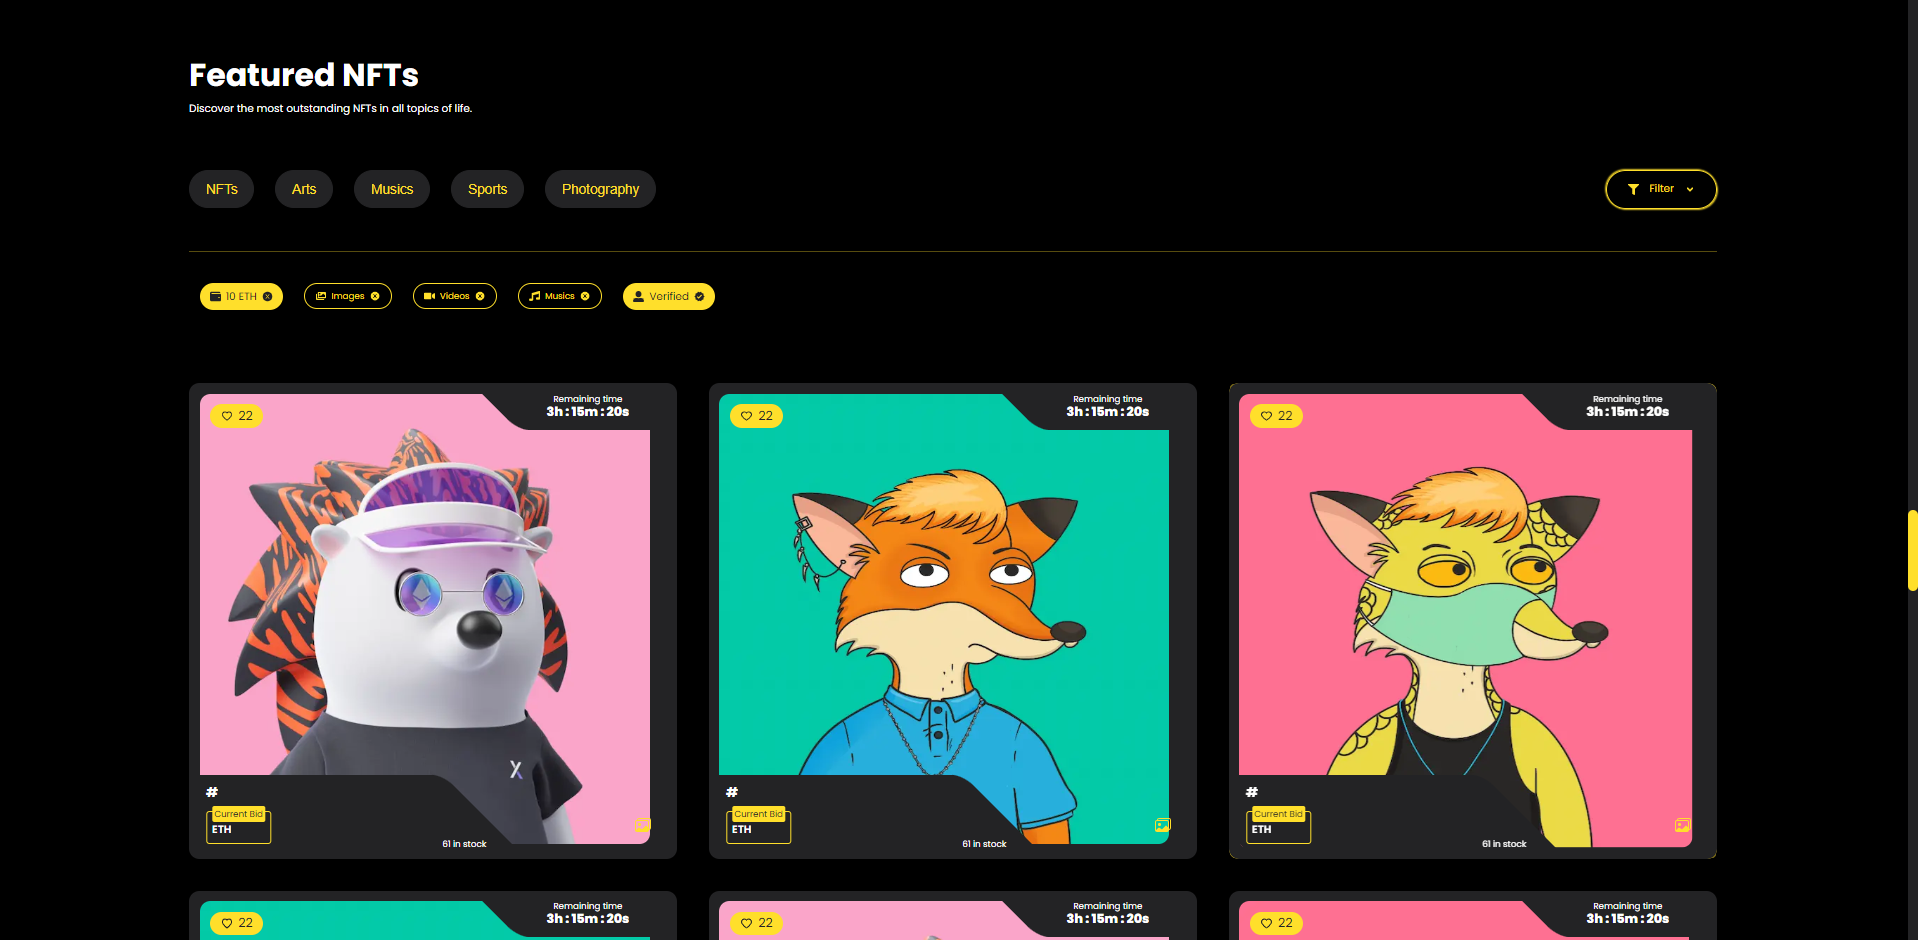 Featured NFTs
Discover the most outstanding NFTs in all topics of life.
NFTs
Arts
Musics
Sports
Photography
Filter
10 ETH
Images
Videos
Musics
Verified
22
Remaining time
3h : 15m : 20s
X
#
Current Bid
ETH
61 in stock
22
Remaining time
3h : 15m : 20s
#
Current Bid
ETH
61 in stock
22
Remaining time
3h : 15m : 20s
#
Current Bid
ETH
61 in stock
22
Remaining time
3h : 15m : 20s
22
Remaining time
3h : 15m : 20s
22
Remaining time
3h : 15m : 20s